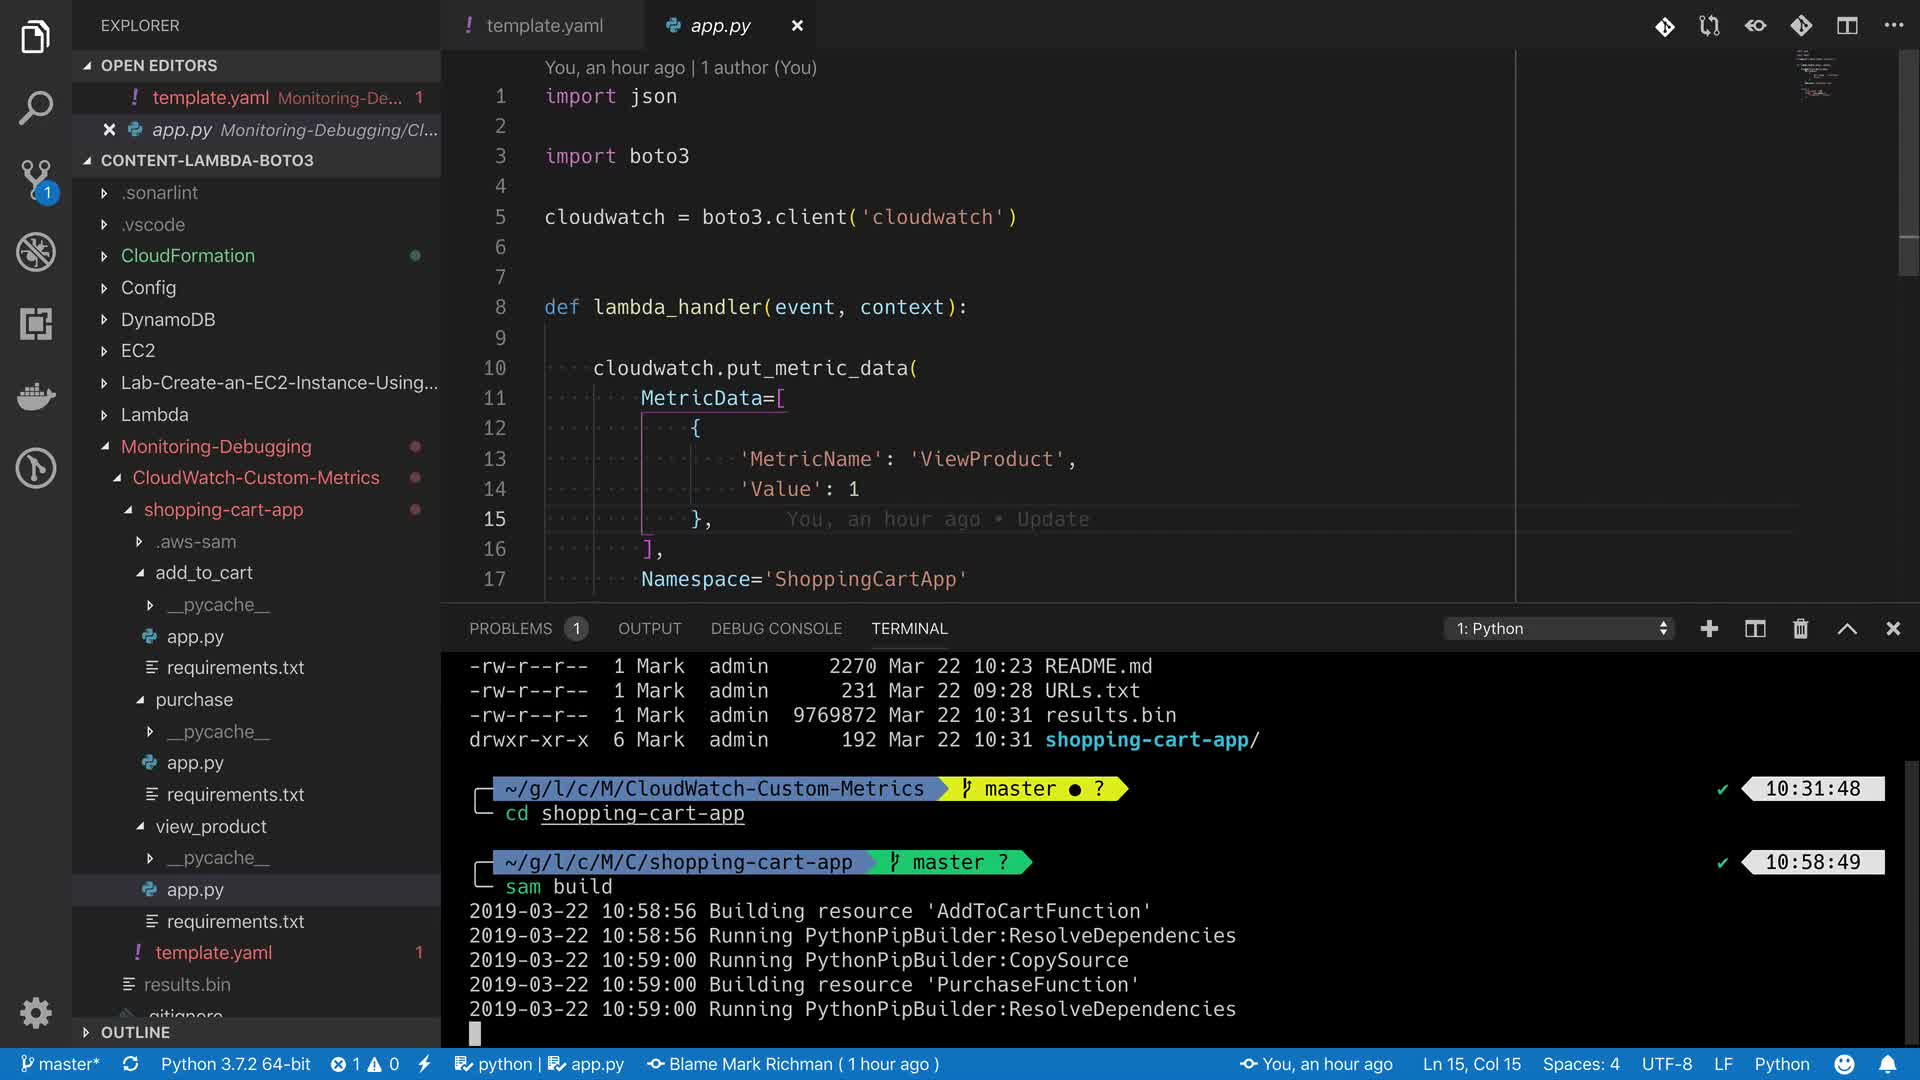 EXPLORER
OPEN EDITORS
! template.yaml Monitoring-De... 1
app.py Monitoring-Debugging/Cl...
CONTENT-LAMBDA-BOTO3
.sonarlint
.vscode
CloudFormation
Config
DynamoDB
EC2
Lab-Create-an-EC2-Instance-Using...
Lambda
Monitoring-Debugging
CloudWatch-Custom-Metrics
shopping-cart-app
.aws-sam
add_to_cart
__pycache__
app.py
requirements.txt
purchase
__pycache__
app.py
requirements.txt
view_product
__pycache__
app.py
requirements.txt
! template.yaml 1
results.bin
.gitignore
OUTLINE
1
! template.yaml
app.py
You, an hour ago | 1 author (You)
1 import json
2
3 import boto3
4
5 cloudwatch = boto3.client('cloudwatch')
6
7
8 def lambda_handler(event, context):
9
10 cloudwatch.put_metric_data(
11 MetricData=[
12 {
13 'MetricName': 'ViewProduct',
14 'Value': 1
15 }, You, an hour ago • Update
16 ],
17 Namespace='ShoppingCartApp'
PROBLEMS 1 OUTPUT DEBUG CONSOLE TERMINAL 1: Python
-rw-r--r-- 1 Mark admin 2270 Mar 22 10:23 README.md
-rw-r--r-- 1 Mark admin 231 Mar 22 09:28 URLs.txt
-rw-r--r-- 1 Mark admin 9769872 Mar 22 10:31 results.bin
drwxr-xr-x 6 Mark admin 192 Mar 22 10:31 shopping-cart-app/
~/g/l/c/M/CloudWatch-Custom-Metrics master ● ? ✔ 10:31:48
cd shopping-cart-app
~/g/l/c/M/C/shopping-cart-app master ? ✔ 10:58:49
sam build
2019-03-22 10:58:56 Building resource 'AddToCartFunction'
2019-03-22 10:58:56 Running PythonPipBuilder:ResolveDependencies
2019-03-22 10:59:00 Running PythonPipBuilder:CopySource
2019-03-22 10:59:00 Building resource 'PurchaseFunction'
2019-03-22 10:59:00 Running PythonPipBuilder:ResolveDependencies
master* Python 3.7.2 64-bit 1 0 python | app.py Blame Mark Richman ( 1 hour ago ) You, an hour ago Ln 15, Col 15 Spaces: 4 UTF-8 LF Python